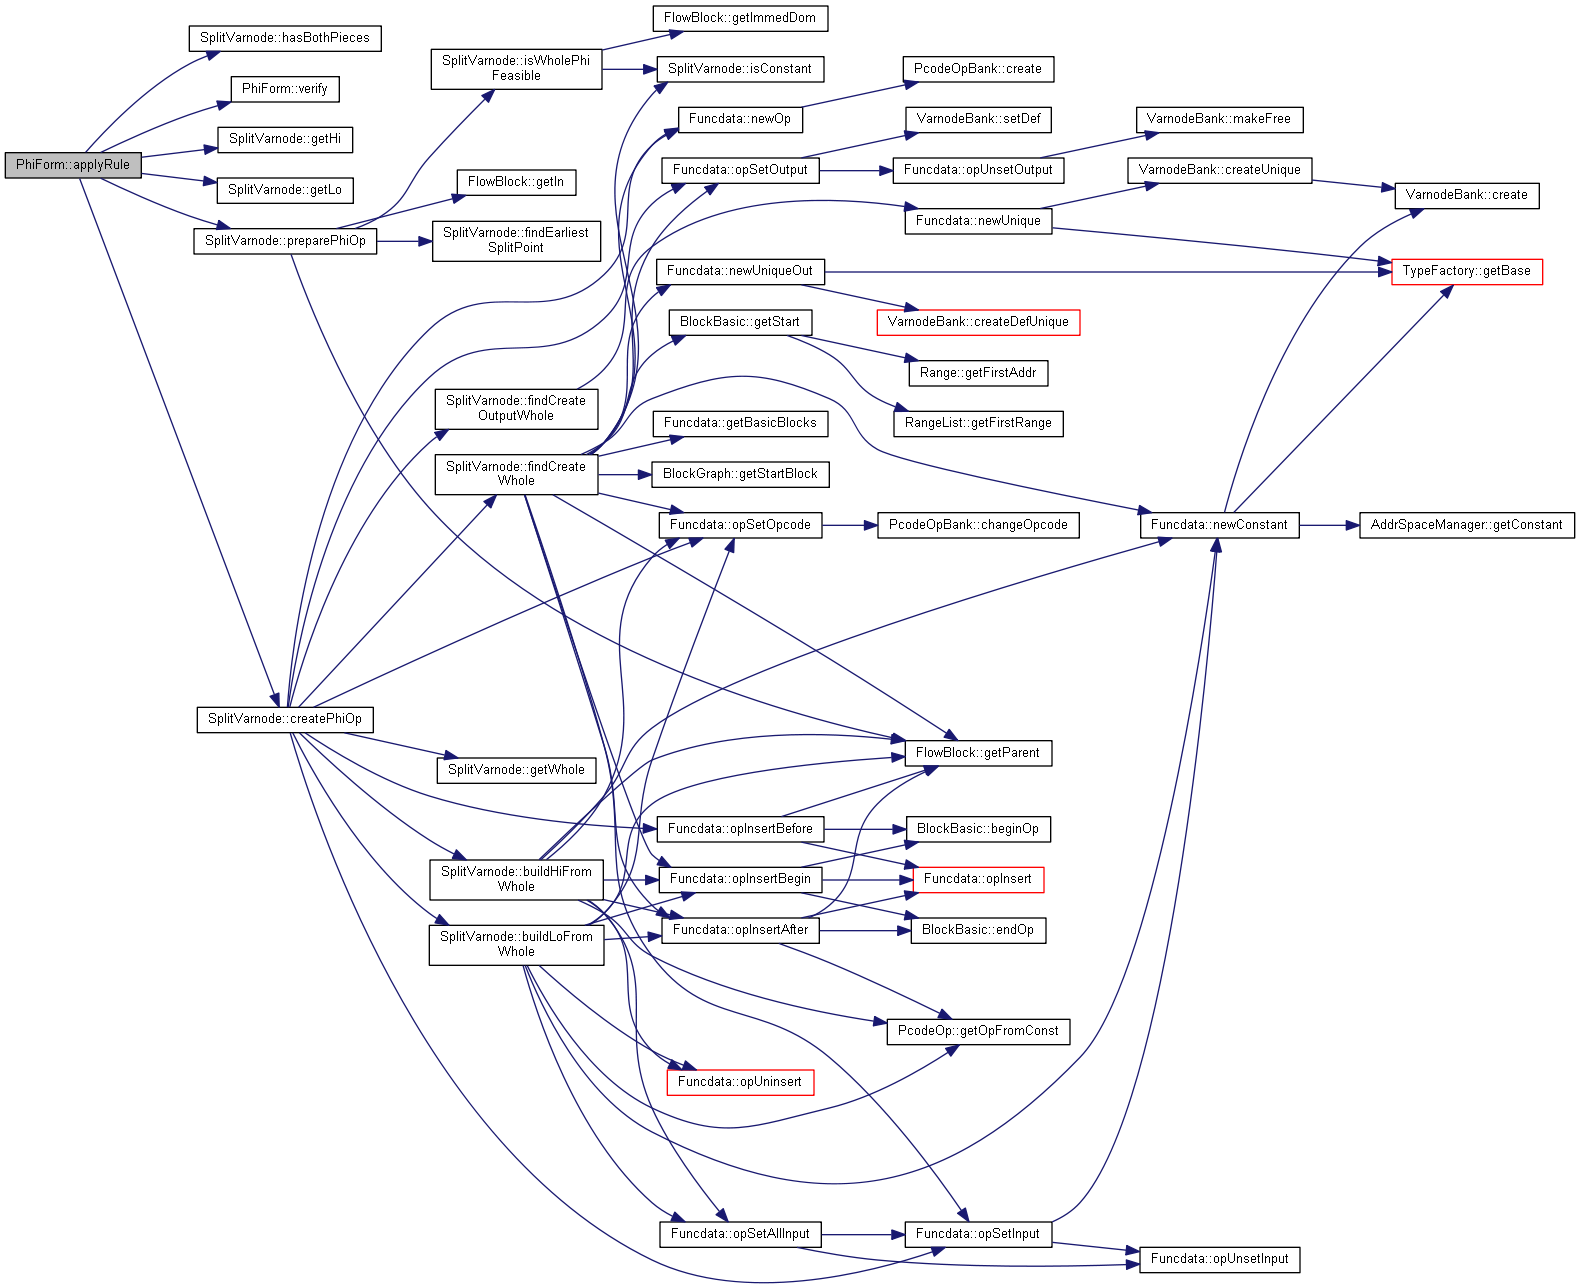 PhiForm::applyRule
SplitVarnode::hasBothPieces
PhiForm::verify
SplitVarnode::getHi
SplitVarnode::getLo
SplitVarnode::preparePhiOp
SplitVarnode::createPhiOp
SplitVarnode::isWholePhi
Feasible
FlowBlock::getIn
SplitVarnode::findEarliest
SplitPoint
SplitVarnode::findCreate
OutputWhole
SplitVarnode::findCreate
Whole
SplitVarnode::getWhole
SplitVarnode::buildHiFrom
Whole
SplitVarnode::buildLoFrom
Whole
FlowBlock::getImmedDom
SplitVarnode::isConstant
Funcdata::newOp
Funcdata::opSetOutput
Funcdata::newUniqueOut
BlockBasic::getStart
Funcdata::getBasicBlocks
BlockGraph::getStartBlock
Funcdata::opSetOpcode
Funcdata::opInsertBefore
Funcdata::opInsertBegin
Funcdata::opInsertAfter
Funcdata::opUninsert
Funcdata::opSetAllInput
PcodeOpBank::create
VarnodeBank::setDef
Funcdata::opUnsetOutput
Funcdata::newUnique
VarnodeBank::createDefUnique
Range::getFirstAddr
RangeList::getFirstRange
PcodeOpBank::changeOpcode
FlowBlock::getParent
BlockBasic::beginOp
Funcdata::opInsert
BlockBasic::endOp
PcodeOp::getOpFromConst
Funcdata::opSetInput
VarnodeBank::makeFree
VarnodeBank::createUnique
Funcdata::newConstant
Funcdata::opUnsetInput
VarnodeBank::create
TypeFactory::getBase
AddrSpaceManager::getConstant